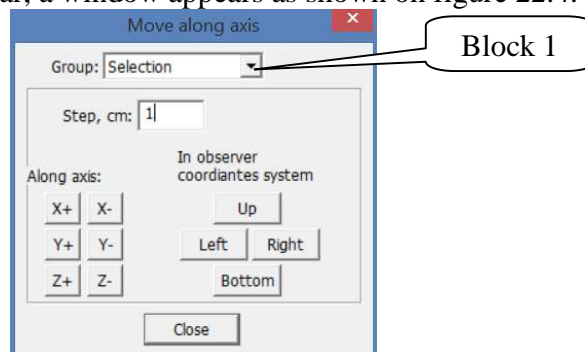 ar, a window appears as shown on figure 22.4.
Move along axis
Block 1
Group: Selection
Step, cm: 1
Along axis:
In observer
coordiantes system
X+ X- Up
Y+ Y- Left Right
Z+ Z- Bottom
Close